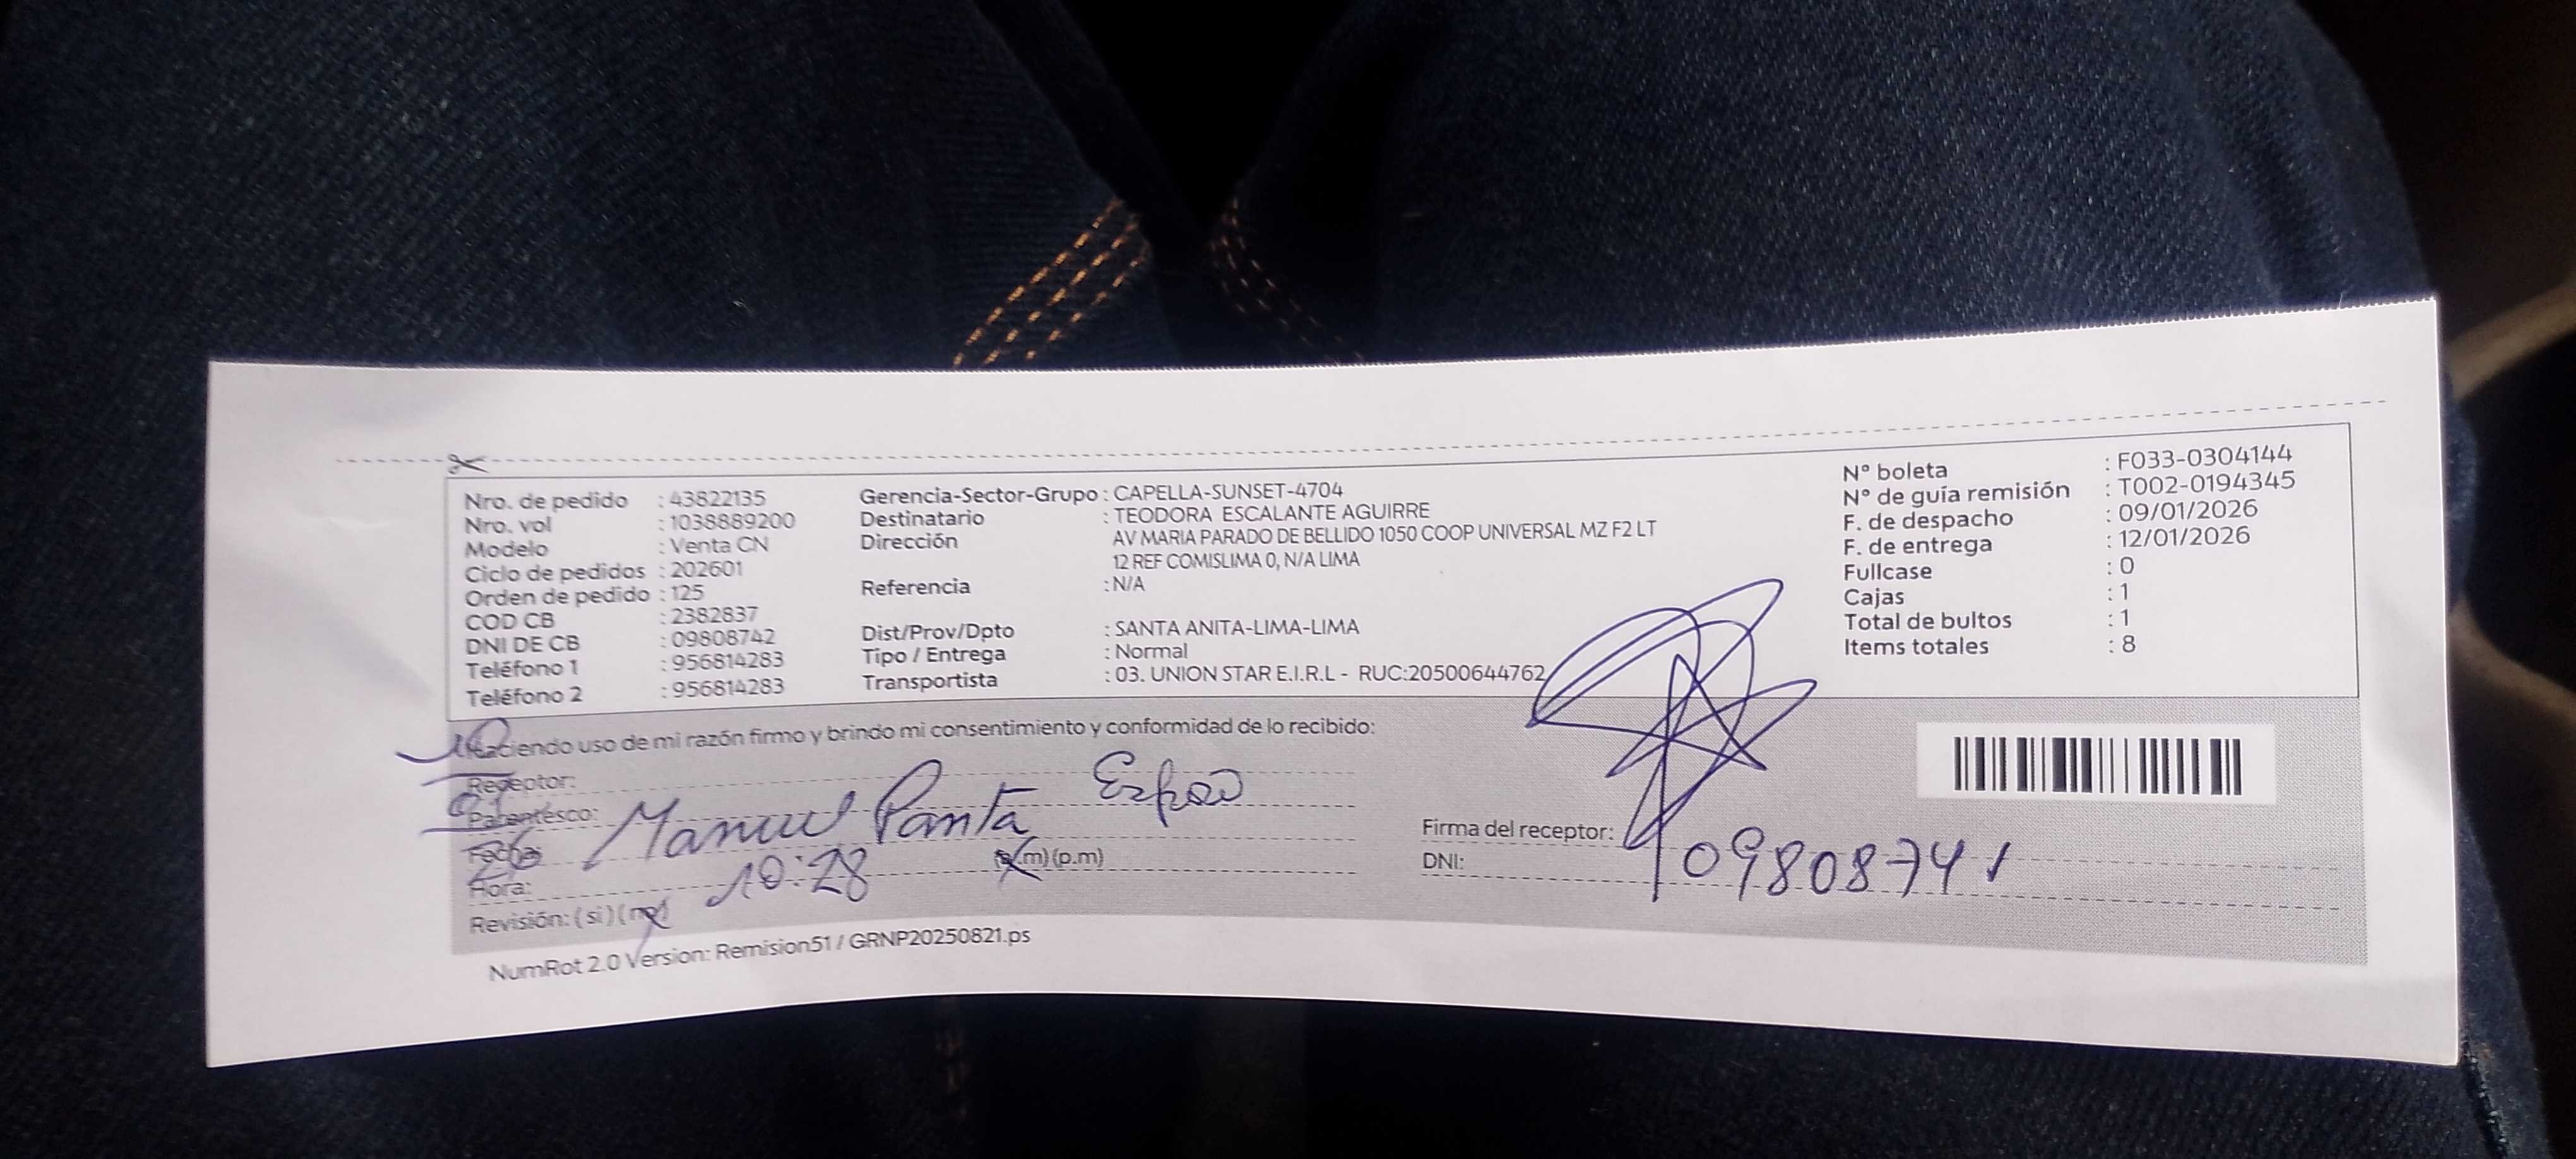 Nro. de pedido : 43822135
Nro. vol : 1038889200
Modelo : Venta CN
Ciclo de pedidos : 202601
Orden de pedido : 125
COD CB : 2382837
DNI DE CB : 09808742
Teléfono 1 : 956814283
Teléfono 2 : 956814283
Gerencia-Sector-Grupo : CAPELLA-SUNSET-4704
Destinatario : TEODORA ESCALANTE AGUIRRE
Dirección AV MARIA PARADO DE BELLIDO 1050 COOP UNIVERSAL MZ F2 LT
12 REF COMISLIMA 0, N/A LIMA
Referencia : N/A
Dist/Prov/Dpto : SANTA ANITA-LIMA-LIMA
Tipo / Entrega : Normal
Transportista : 03. UNION STAR E.I.R.L - RUC:20500644762
N° boleta : F033-0304144
N° de guía remisión : T002-0194345
F. de despacho : 09/01/2026
F. de entrega : 12/01/2026
Fullcase : 0
Cajas : 1
Total de bultos : 1
Items totales : 8
Haciendo uso de mi razón firmo y brindo mi consentimiento y conformidad de lo recibido:
Receptor:
Parentesco: Manuel Panta
Fecha:
Hora: 10:28 (a.m) (p.m)
Revisión: (si) (no)
Firma del receptor:
DNI: 09808741
NumRot 2.0 Version: Remision51 / GRNP20250821.ps